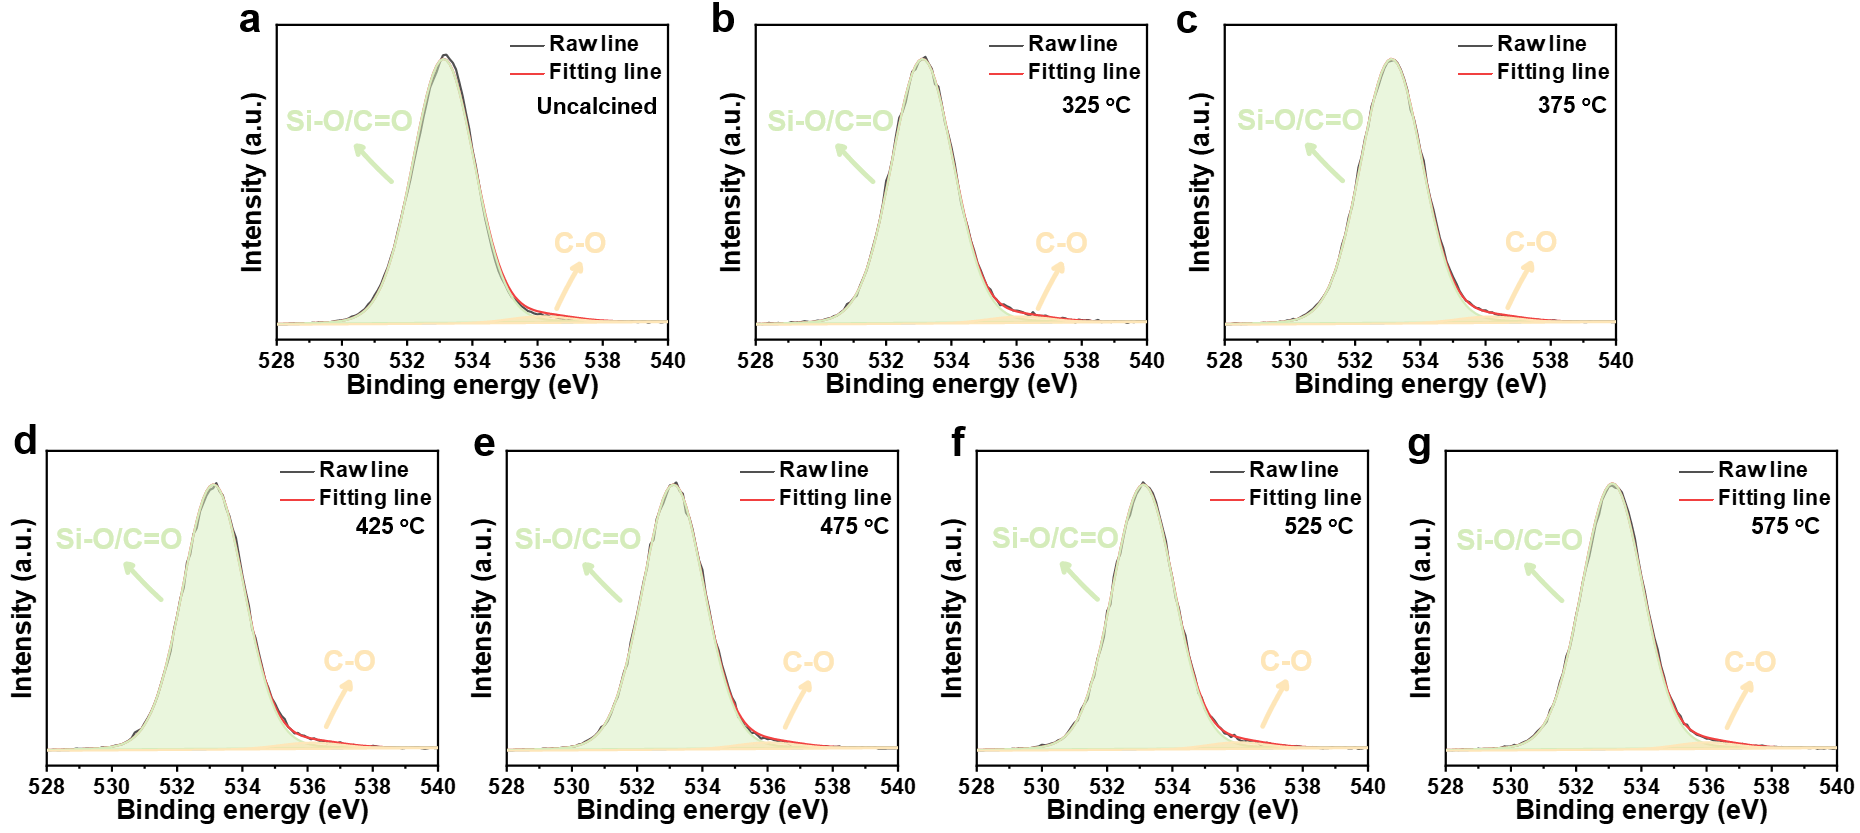 a
Raw line
Fitting line
Uncalcined
Si-O/C=O
C-O
Intensity (a.u.)
528 530 532 534 536 538 540
Binding energy (eV)
b
Raw line
Fitting line
325 °C
Si-O/C=O
C-O
Intensity (a.u.)
528 530 532 534 536 538 540
Binding energy (eV)
c
Raw line
Fitting line
375 °C
Si-O/C=O
C-O
Intensity (a.u.)
528 530 532 534 536 538 540
Binding energy (eV)
d
Raw line
Fitting line
425 °C
Si-O/C=O
C-O
Intensity (a.u.)
528 530 532 534 536 538 540
Binding energy (eV)
e
Raw line
Fitting line
475 °C
Si-O/C=O
C-O
Intensity (a.u.)
528 530 532 534 536 538 540
Binding energy (eV)
f
Raw line
Fitting line
525 °C
Si-O/C=O
C-O
Intensity (a.u.)
528 530 532 534 536 538 540
Binding energy (eV)
g
Raw line
Fitting line
575 °C
Si-O/C=O
C-O
Intensity (a.u.)
528 530 532 534 536 538 540
Binding energy (eV)